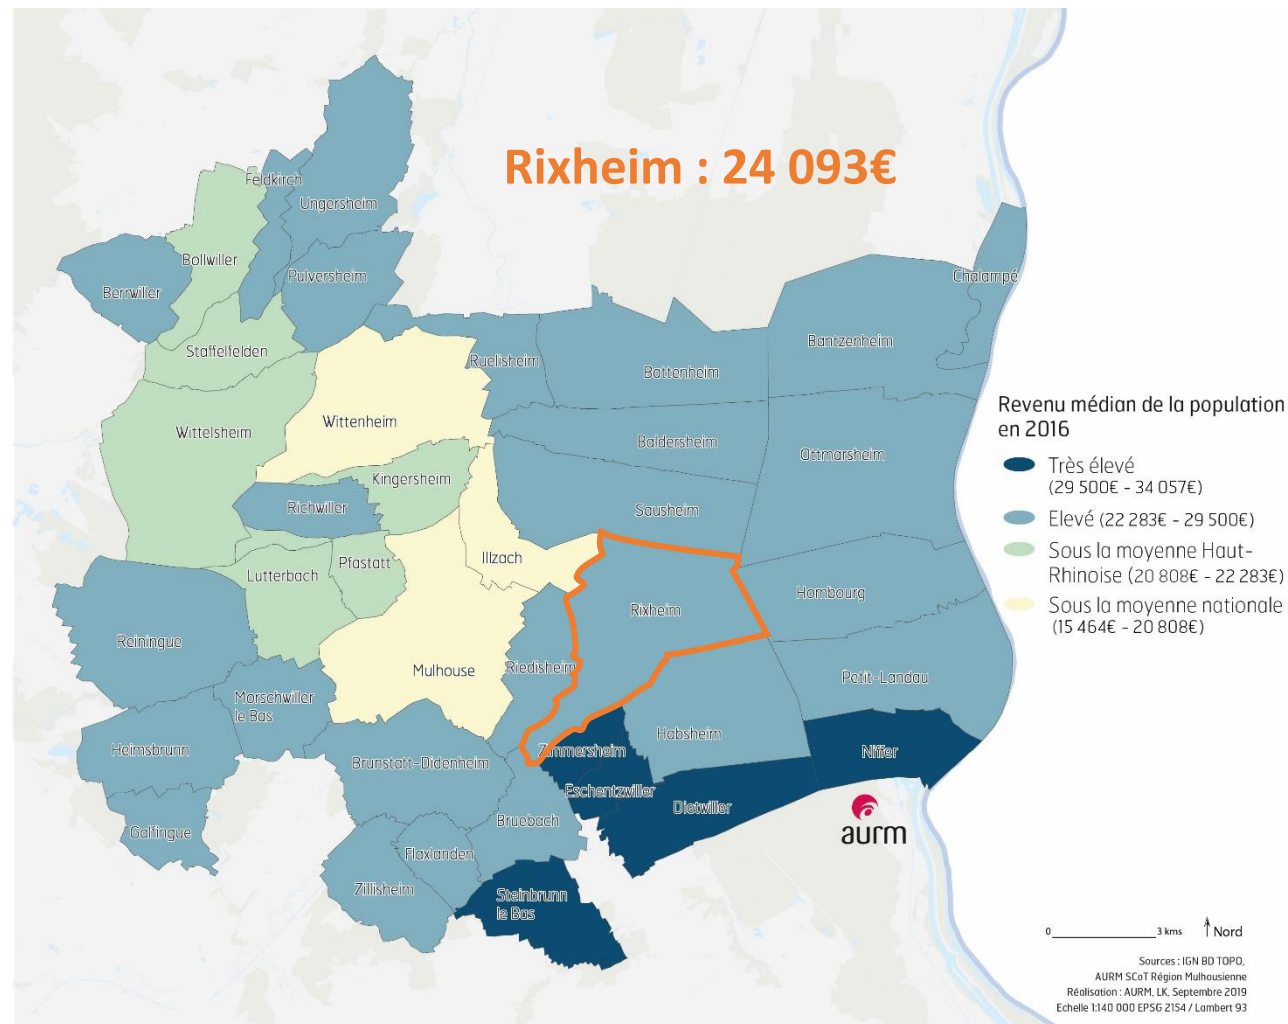 Rixheim : 24 093€
Feldkirch
Ungersheim
Bollwiller
Pulversheim
Berrwiller
Chalampé
Bantzenheim
Staffelfelden
Ruelisheim
Battenheim
Wittenheim
Wittelsheim
Baldersheim
Ottmarsheim
Kingersheim
Richwiller
Sausheim
Illzach
Pfastatt
Lutterbach
Hombourg
Rixheim
Reiningue
Mulhouse
Riedisheim
Petit-Landau
Morschwiller
le Bas
Habsheim
Heimsbrunn
Zimmersheim
Niffer
Brunstatt-Didenheim
Eschentzwiller
Dietwiller
Bruebach
Galfingue
Flaxlanden
Zillisheim
Steinbrunn
le Bas
Revenu médian de la population
en 2016
Très élevé
(29 500€ - 34 057€)
Elevé (22 283€ - 29 500€)
Sous la moyenne Haut-
Rhinoise (20 808€ - 22 283€)
Sous la moyenne nationale
(15 464€ - 20 808€)
aurm
0 3 kms Nord
Sources : IGN BD TOPO,
AURM SCoT Région Mulhousienne
Réalisation : AURM, LK, Septembre 2019
Echelle 1:140 000 EPSG 2154 / Lambert 93